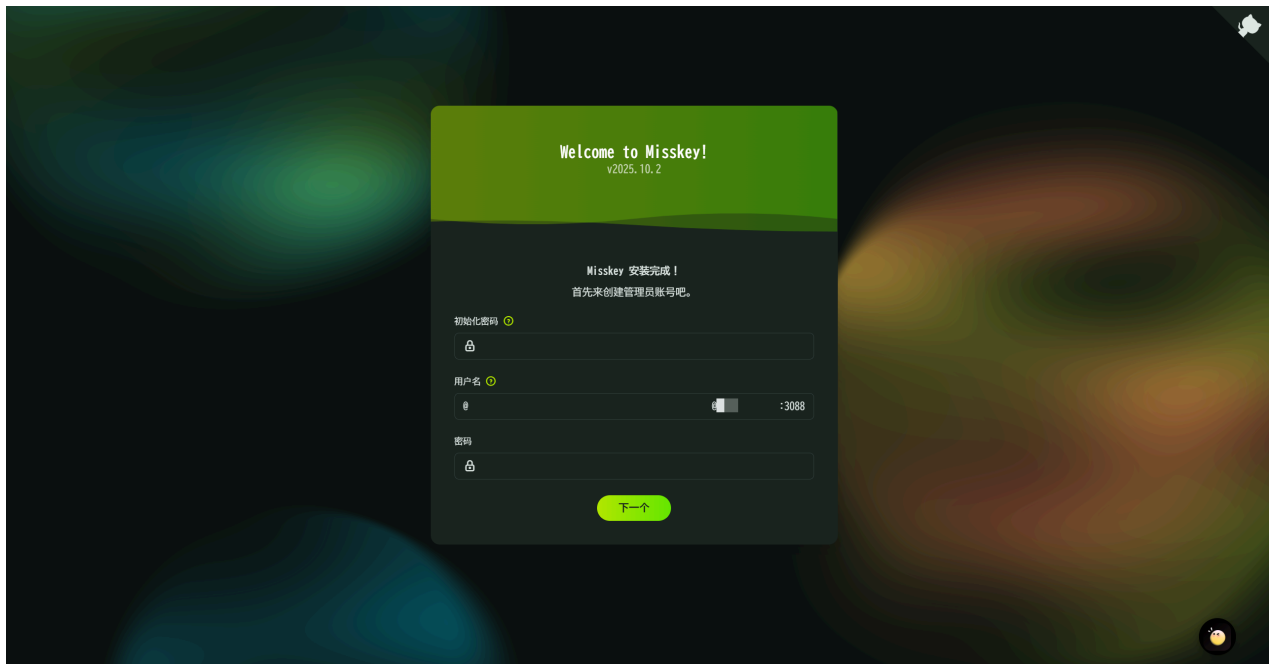 Welcome to Misskey!
v2025.10.2
Misskey 安装完成！
首先来创建管理员账号吧。
初始化密码
用户名
@ @ :3088
密码
下一个